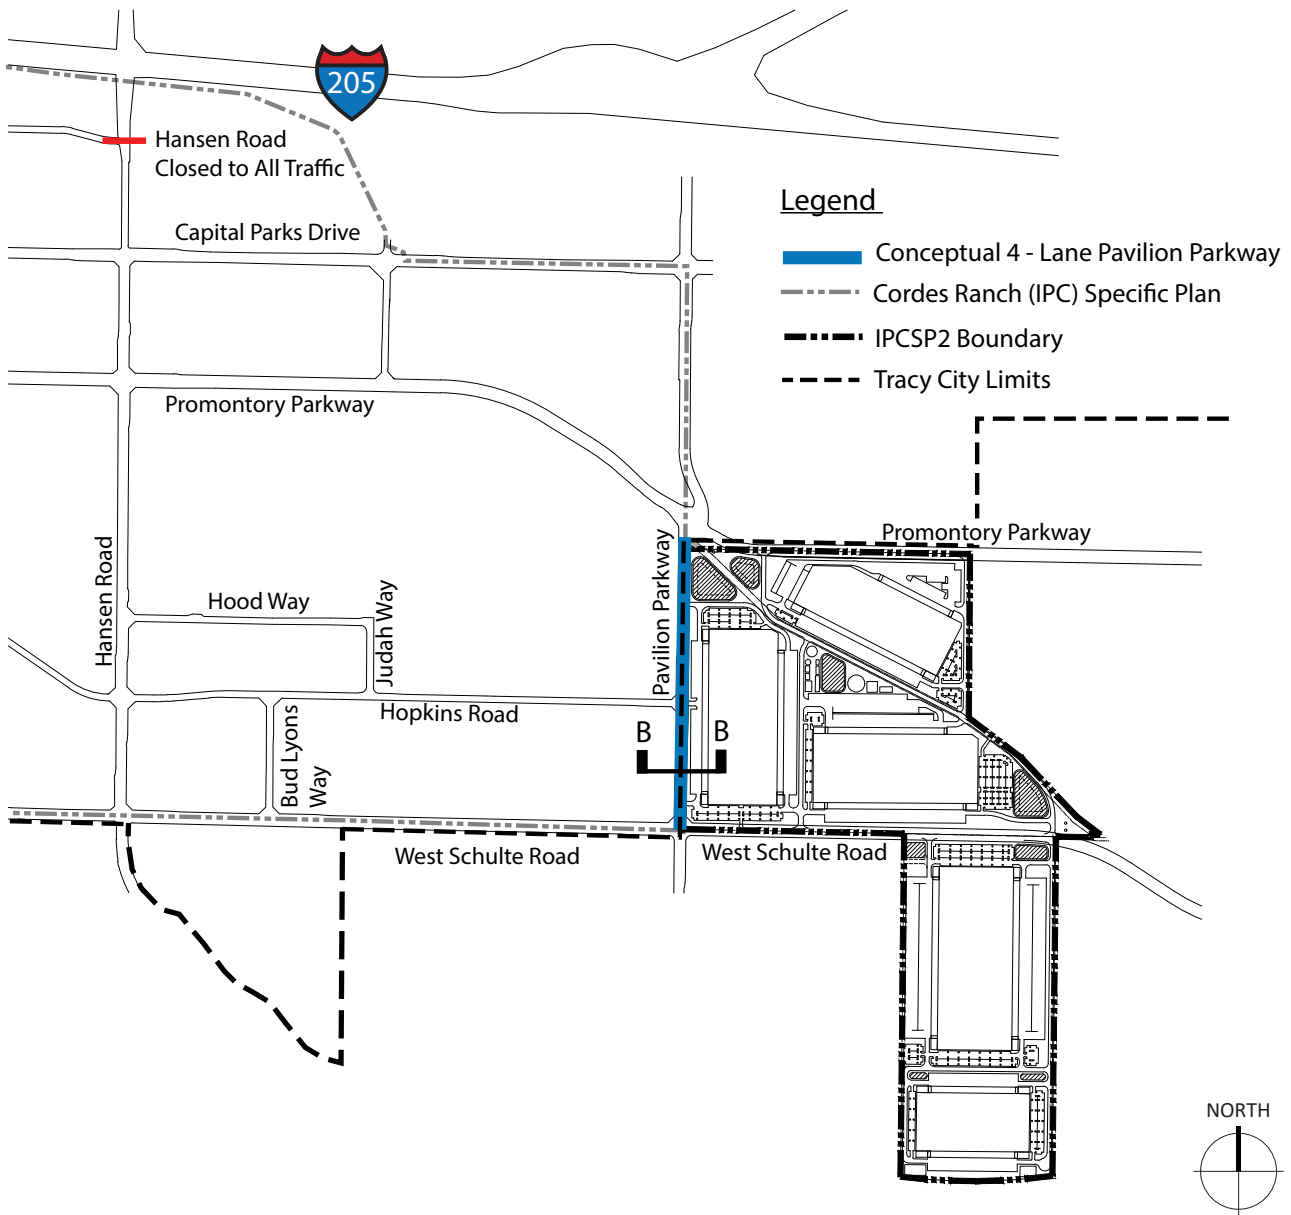 205
Hansen Road
Closed to All Traffic
Legend
Capital Parks Drive
Conceptual 4 - Lane Pavilion Parkway
Cordes Ranch (IPC) Specific Plan
IPCSP2 Boundary
Tracy City Limits
Promontory Parkway
Promontory Parkway
Hansen Road
Hood Way
Judah Way
Pavilion Parkway
Hopkins Road
Bud Lyons
Way
B
B
West Schulte Road
West Schulte Road
NORTH